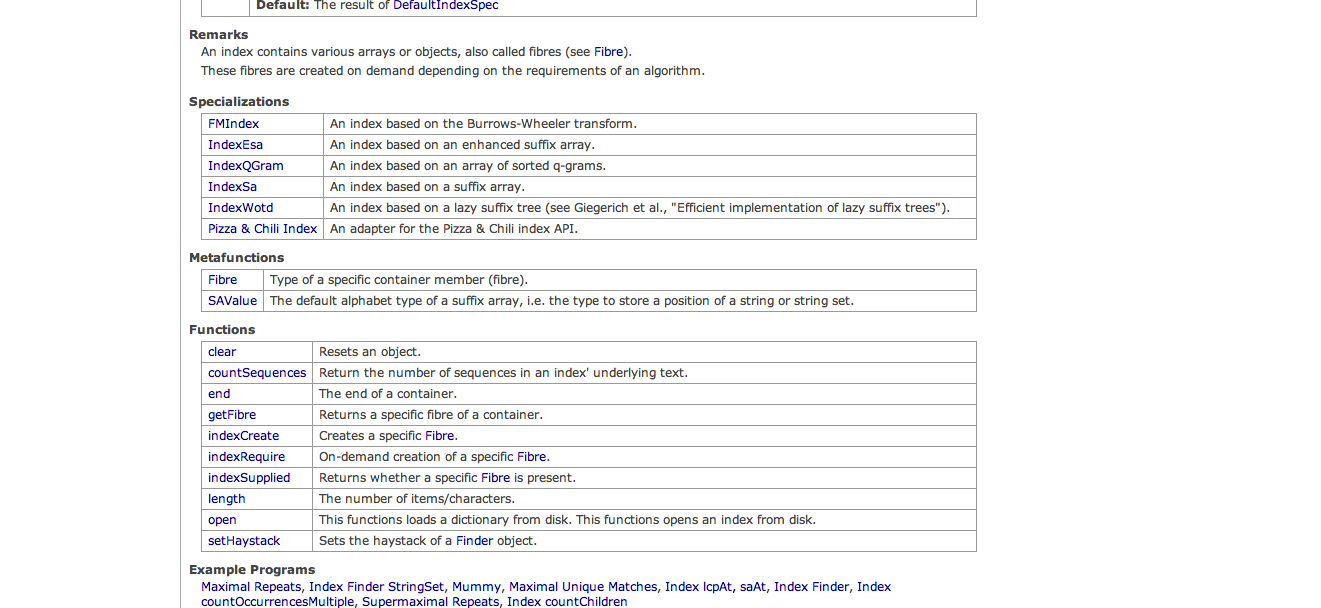 Default: The result of DefaultIndexSpec
Remarks
An index contains various arrays or objects, also called fibres (see Fibre).
These fibres are created on demand depending on the requirements of an algorithm.
Specializations
FMIndex An index based on the Burrows-Wheeler transform.
IndexEsa An index based on an enhanced suffix array.
IndexQGram An index based on an array of sorted q-grams.
IndexSa An index based on a suffix array.
IndexWotd An index based on a lazy suffix tree (see Giegerich et al., "Efficient implementation of lazy suffix trees").
Pizza & Chili Index An adapter for the Pizza & Chili index API.
Metafunctions
Fibre Type of a specific container member (fibre).
SAValue The default alphabet type of a suffix array, i.e. the type to store a position of a string or string set.
Functions
clear Resets an object.
countSequences Return the number of sequences in an index' underlying text.
end The end of a container.
getFibre Returns a specific fibre of a container.
indexCreate Creates a specific Fibre.
indexRequire On-demand creation of a specific Fibre.
indexSupplied Returns whether a specific Fibre is present.
length The number of items/characters.
open This functions loads a dictionary from disk. This functions opens an index from disk.
setHaystack Sets the haystack of a Finder object.
Example Programs
Maximal Repeats, Index Finder StringSet, Mummy, Maximal Unique Matches, Index lcpAt, saAt, Index Finder, Index
countOccurrencesMultiple, Supermaximal Repeats, Index countChildren